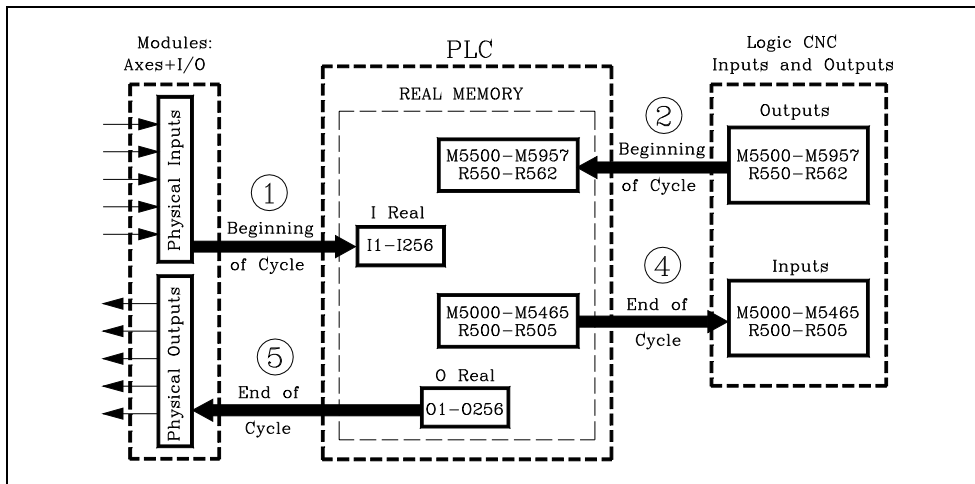 Modules:
Axes+I/O
Physical Inputs
Physical Outputs
PLC
REAL MEMORY
1
Beginning
of Cycle
I Real
I1-I256
M5500-M5957
R550-R562
2
Beginning
of Cycle
Logic CNC
Inputs and Outputs
Outputs
M5500-M5957
R550-R562
M5000-M5465
R500-R505
4
End of
Cycle
Inputs
M5000-M5465
R500-R505
5
End of
Cycle
O Real
O1-O256